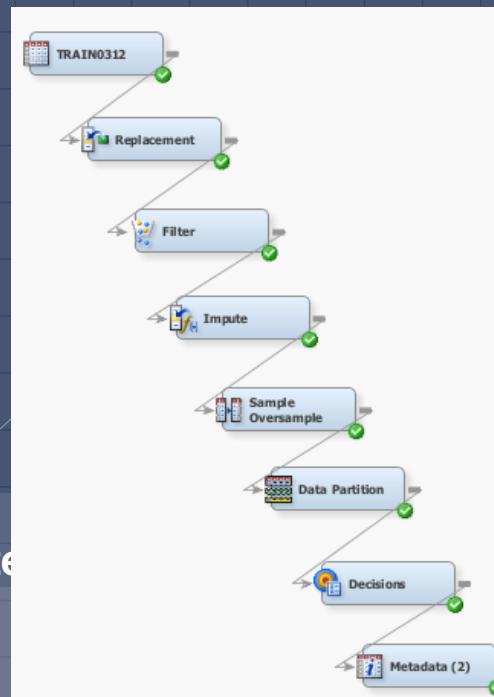 TRAIN0312
Replacement
Filter
Impute
Sample
Oversample
Data Partition
Decisions
Metadata (2)